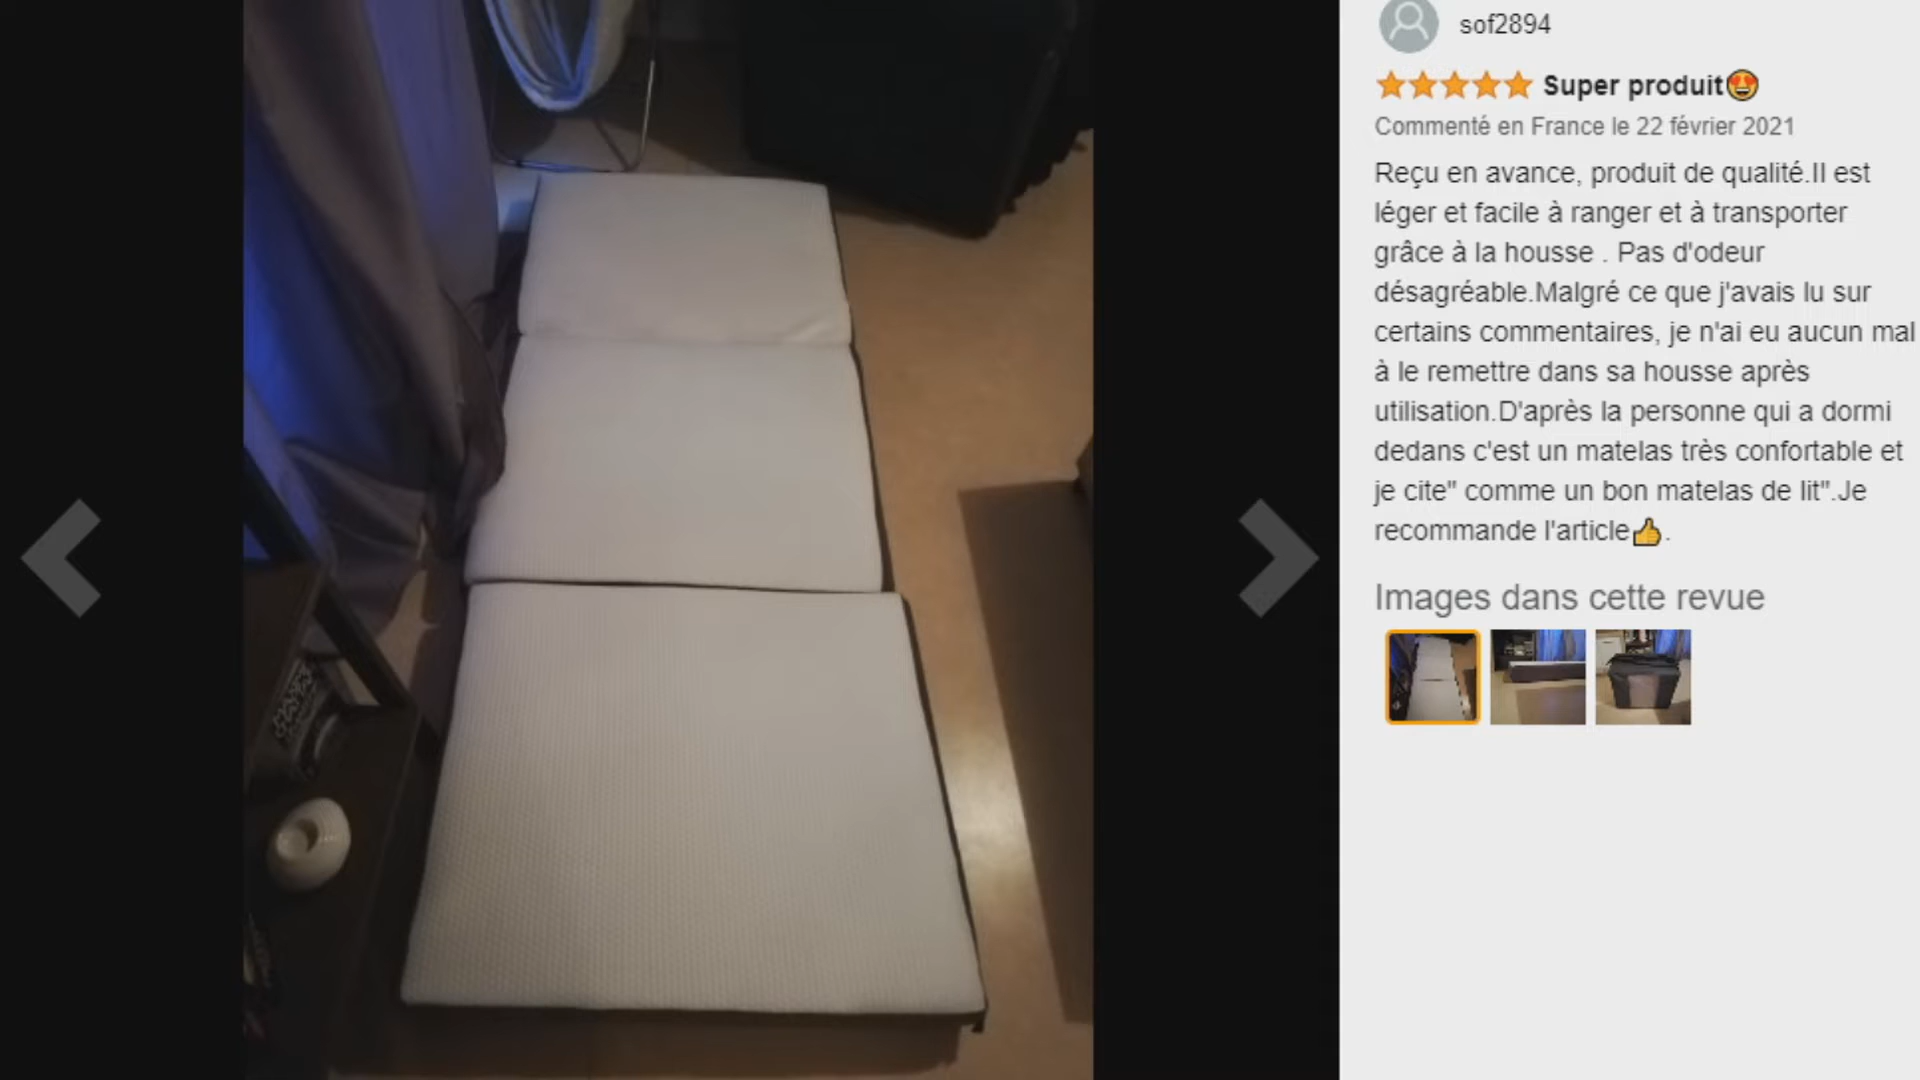 sof2894
Super produit😍
Commenté en France le 22 février 2021
Reçu en avance, produit de qualité.Il est
léger et facile à ranger et à transporter
grâce à la housse . Pas d'odeur
désagréable.Malgré ce que j'avais lu sur
certains commentaires, je n'ai eu aucun mal
à le remettre dans sa housse après
utilisation.D'après la personne qui a dormi
dedans c'est un matelas très confortable et
je cite" comme un bon matelas de lit".Je
recommande l'article👍.
Images dans cette revue